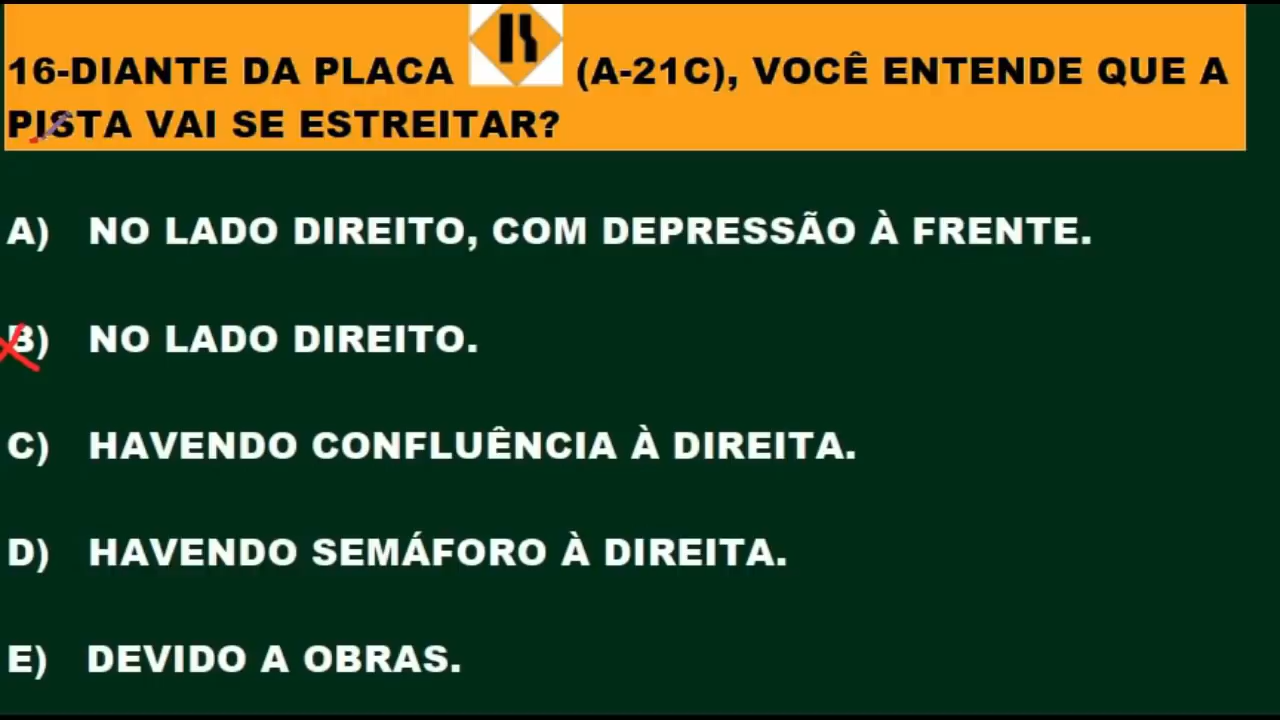 16-DIANTE DA PLACA (A-21C), VOCÊ ENTENDE QUE A
PISTA VAI SE ESTREITAR?
A) NO LADO DIREITO, COM DEPRESSÃO À FRENTE.
B) NO LADO DIREITO.
C) HAVENDO CONFLUÊNCIA À DIREITA.
D) HAVENDO SEMÁFORO À DIREITA.
E) DEVIDO A OBRAS.